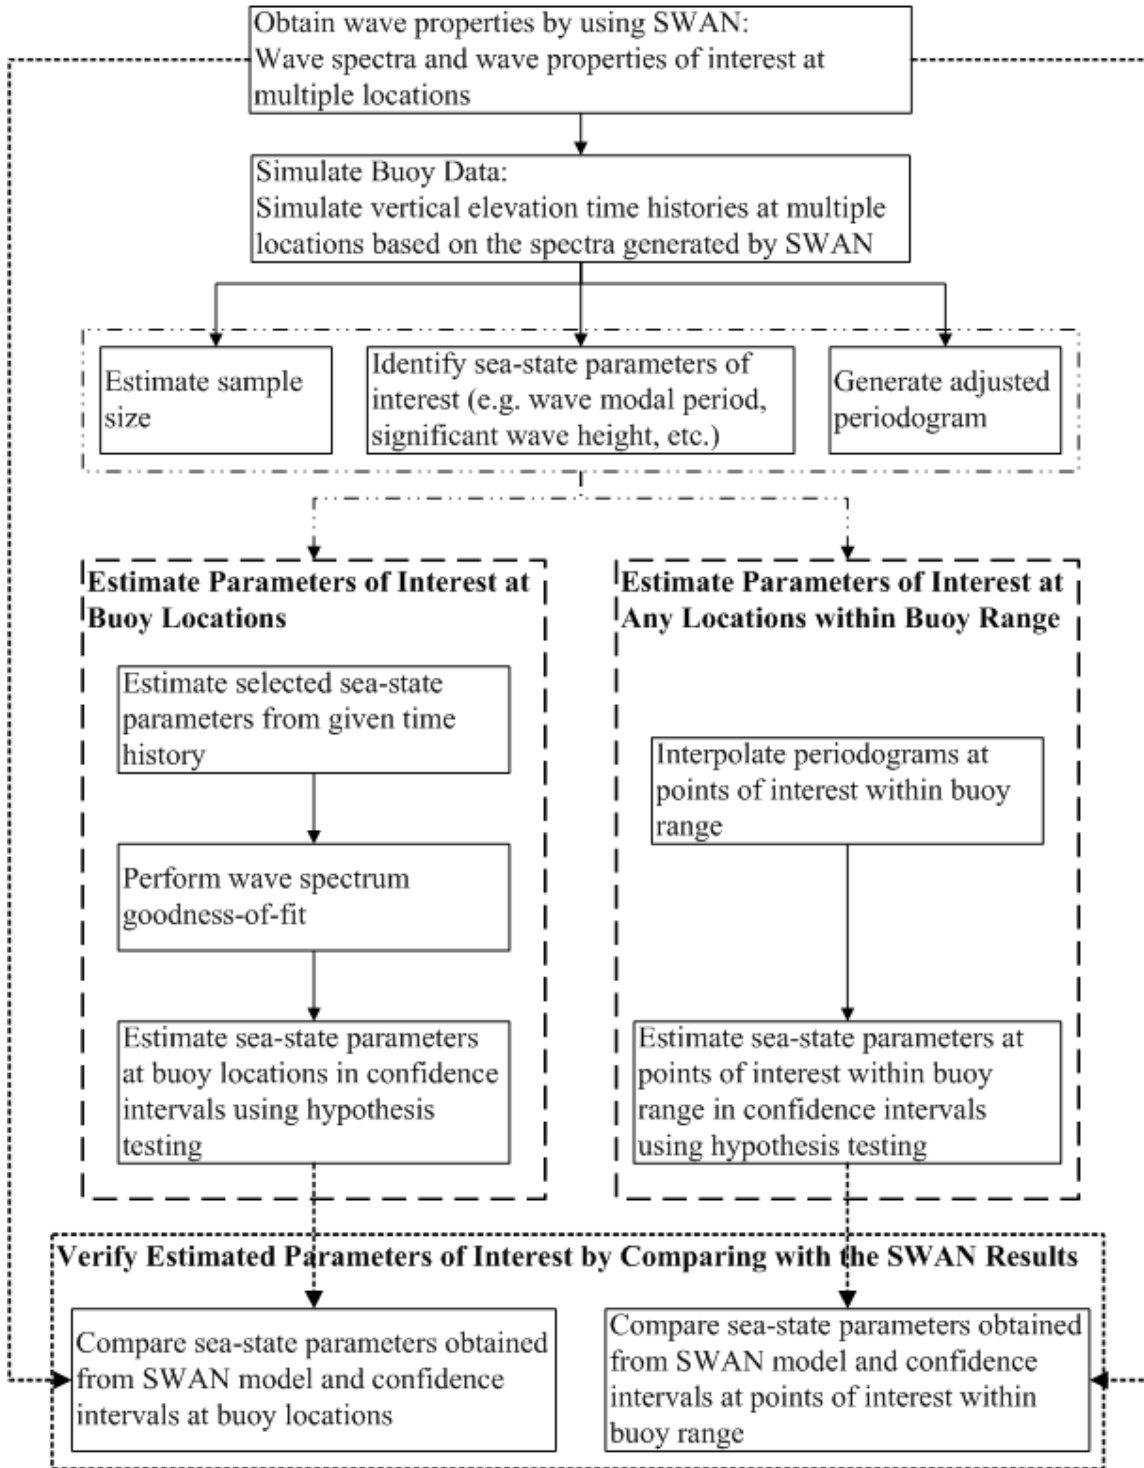 Obtain wave properties by using SWAN:
Wave spectra and wave properties of interest at
multiple locations
Simulate Buoy Data:
Simulate vertical elevation time histories at multiple
locations based on the spectra generated by SWAN
Estimate sample
size
Identify sea-state parameters of
interest (e.g. wave modal period,
significant wave height, etc.)
Generate adjusted
periodogram
Estimate Parameters of Interest at
Buoy Locations
Estimate selected sea-state
parameters from given time
history
Perform wave spectrum
goodness-of-fit
Estimate sea-state parameters
at buoy locations in confidence
intervals using hypothesis
testing
Estimate Parameters of Interest at
Any Locations within Buoy Range
Interpolate periodograms at
points of interest within buoy
range
Estimate sea-state parameters at
points of interest within buoy
range in confidence intervals
using hypothesis testing
Verify Estimated Parameters of Interest by Comparing with the SWAN Results
Compare sea-state parameters obtained
from SWAN model and confidence
intervals at buoy locations
Compare sea-state parameters obtained
from SWAN model and confidence
intervals at points of interest within
buoy range